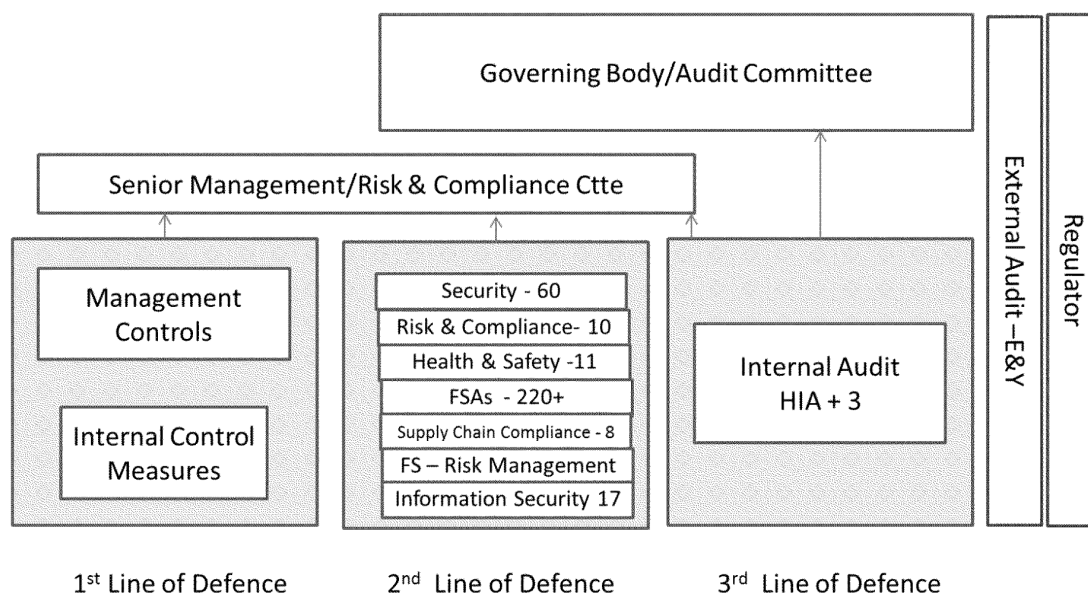 Governing Body/Audit Committee
Senior Management/Risk & Compliance Ctte
Management
Controls
Internal Control
Measures
Security - 60
Risk & Compliance- 10
Health & Safety -11
FSAs - 220+
Supply Chain Compliance - 8
FS – Risk Management
Information Security 17
Internal Audit
HIA + 3
External Audit –E&Y
Regulator
1st Line of Defence
2nd Line of Defence
3rd Line of Defence